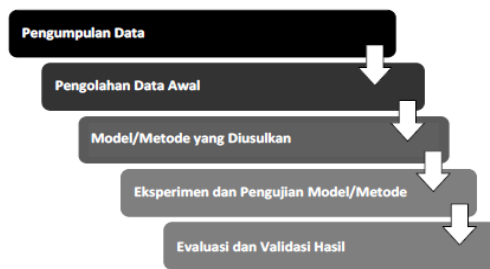 Pengumpulan Data
Pengolahan Data Awal
Model/Metode yang Diusulkan
Eksperimen dan Pengujian Model/Metode
Evaluasi dan Validasi Hasil